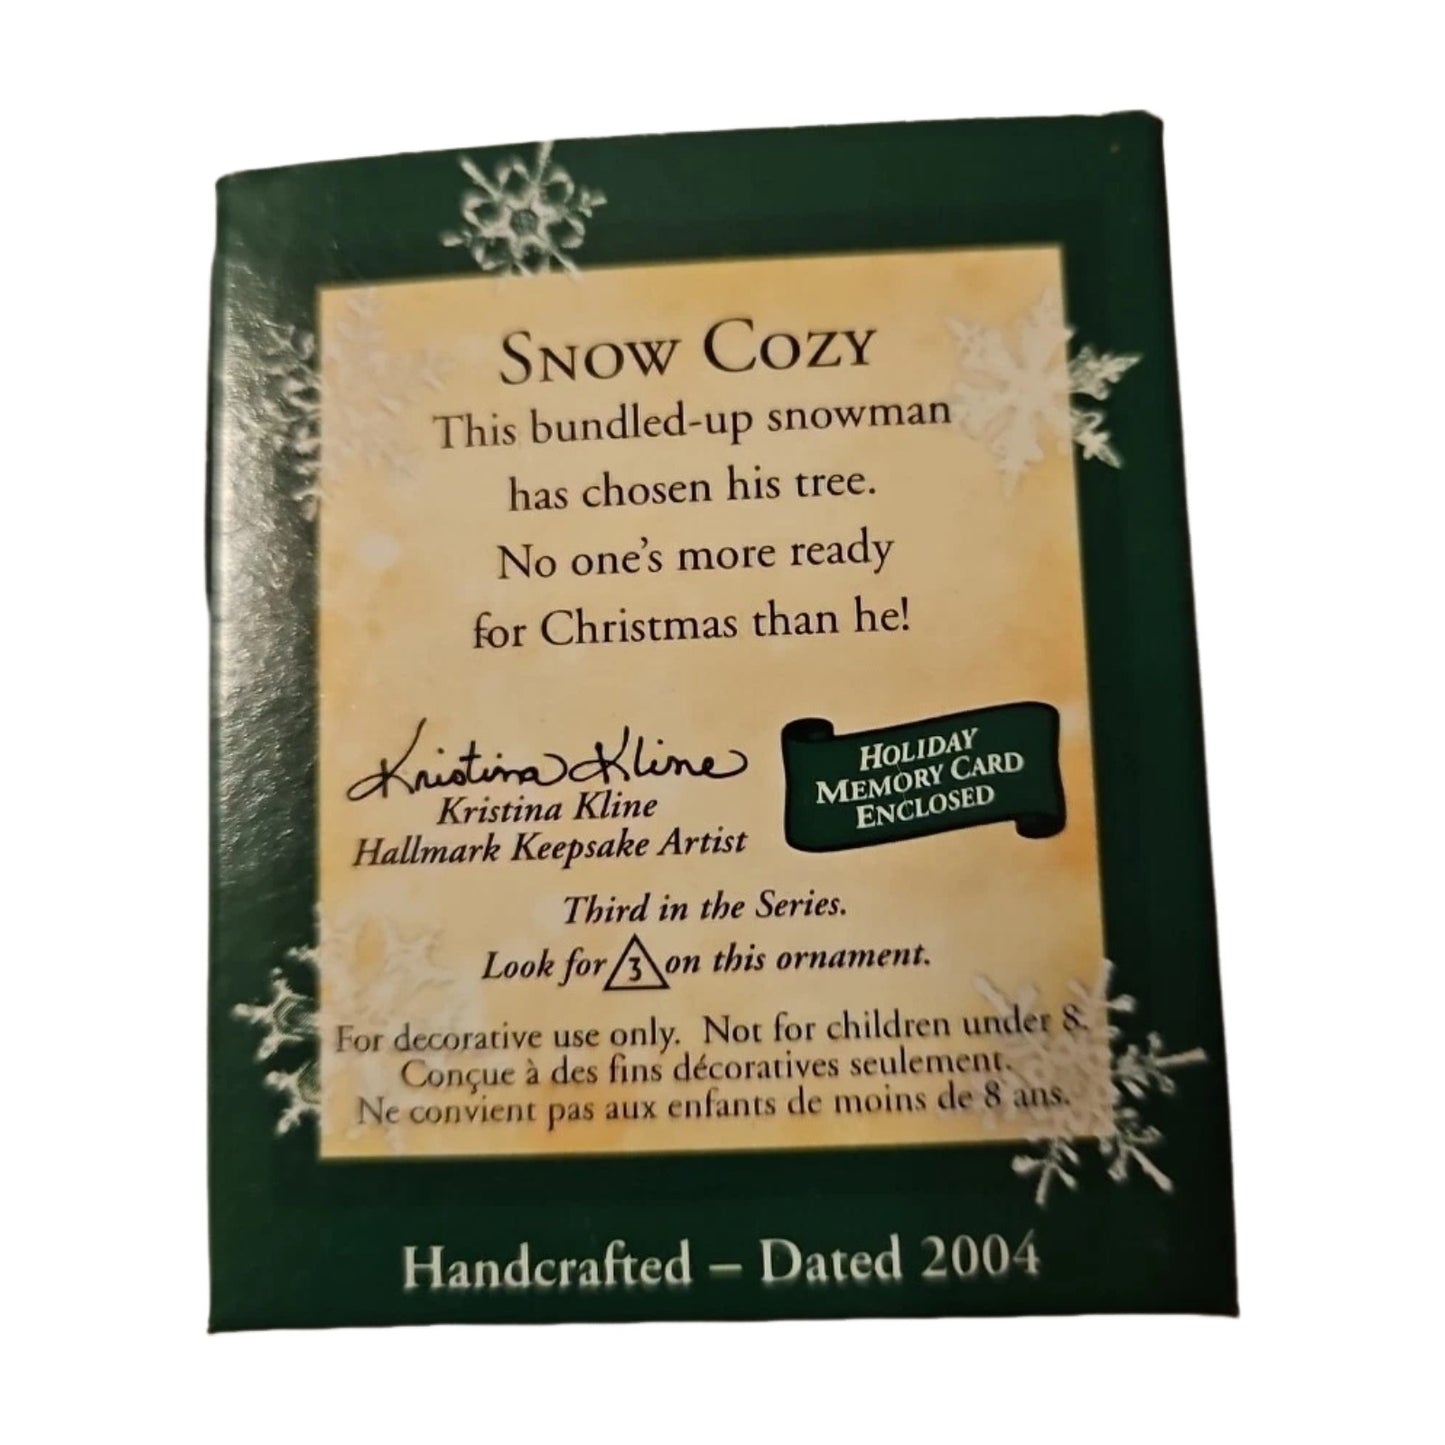 SNOW COZY
This bundled-up snowman
has chosen his tree.
No one's more ready
for Christmas than he!
Kristina Kline
Kristina Kline
Hallmark Keepsake Artist
HOLIDAY
MEMORY CARD
ENCLOSED
Third in the Series.
Look for 3 on this ornament.
For decorative use only. Not for children under 8.
Conçue à des fins décoratives seulement.
Ne convient pas aux enfants de moins de 8 ans.
Handcrafted – Dated 2004